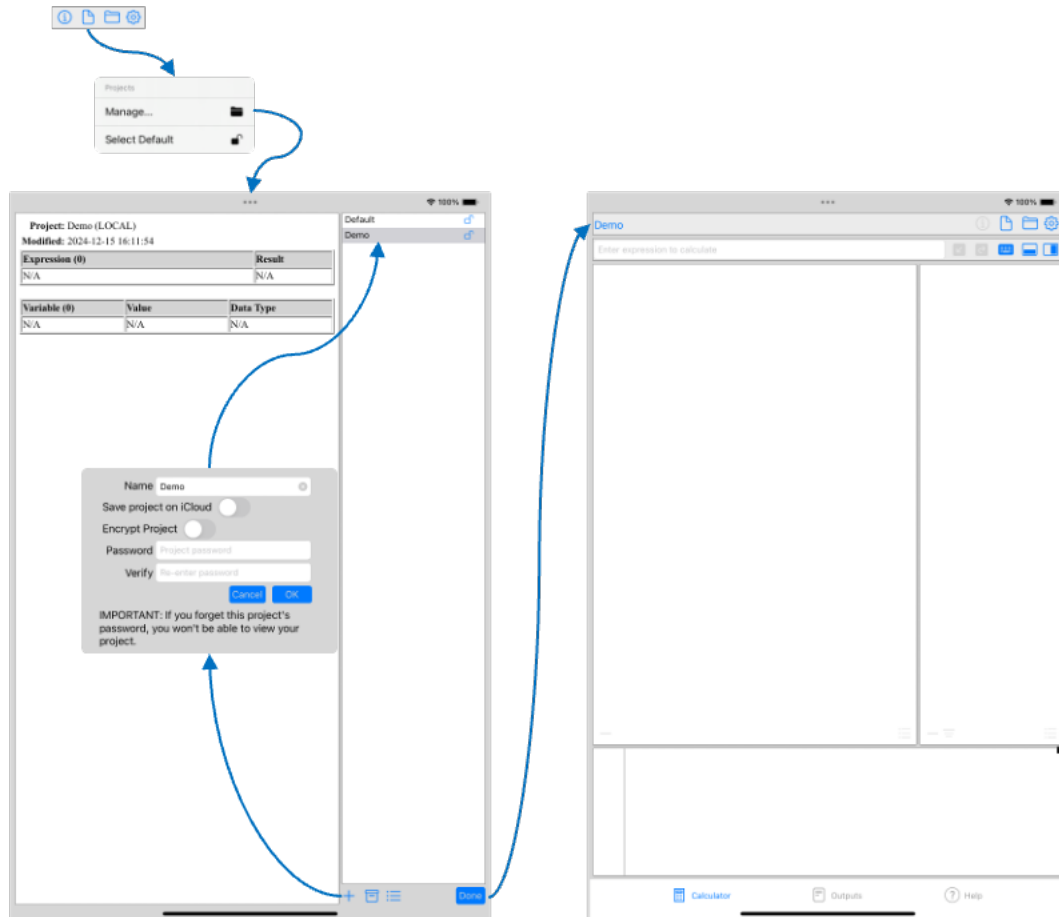 Projects
Manage...
Select Default
100%
Project: Demo (LOCAL)
Modified: 2024-12-15 16:11:54
Expression (0) Result
N/A N/A
Variable (0) Value Data Type
N/A N/A N/A
Default
Demo
Name Demo
Save project on iCloud
Encrypt Project
Password Project password
Verify Re-enter password
Cancel OK
IMPORTANT: If you forget this project's
password, you won't be able to view your
project.
Done
100%
Demo
Enter expression to calculate
Calculator Outputs Help